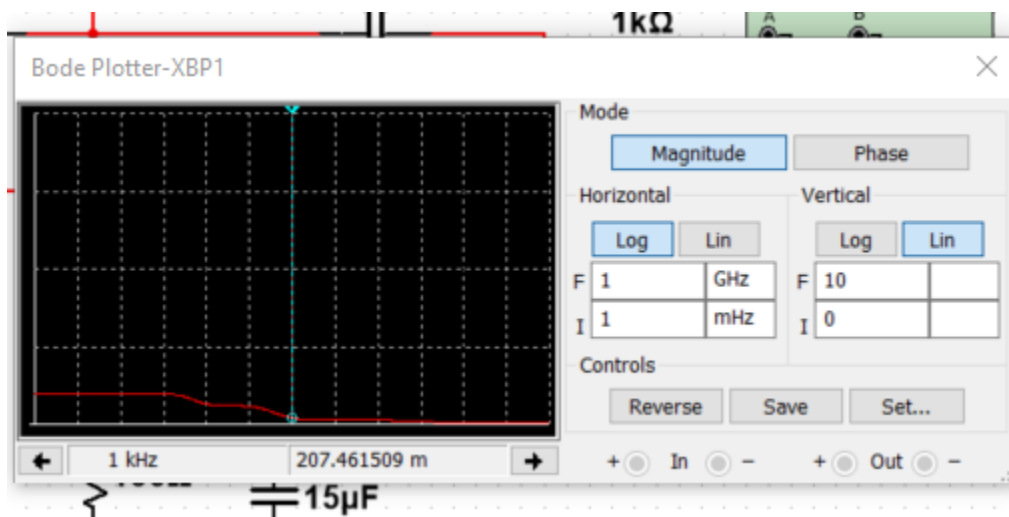 1kΩ
A B
Bode Plotter-XBP1
Mode
Magnitude Phase
Horizontal Vertical
Log Lin Log Lin
F 1 GHz F 10
I 1 mHz I 0
Controls
Reverse Save Set...
1 kHz 207.461509 m + In - + Out -
15µF